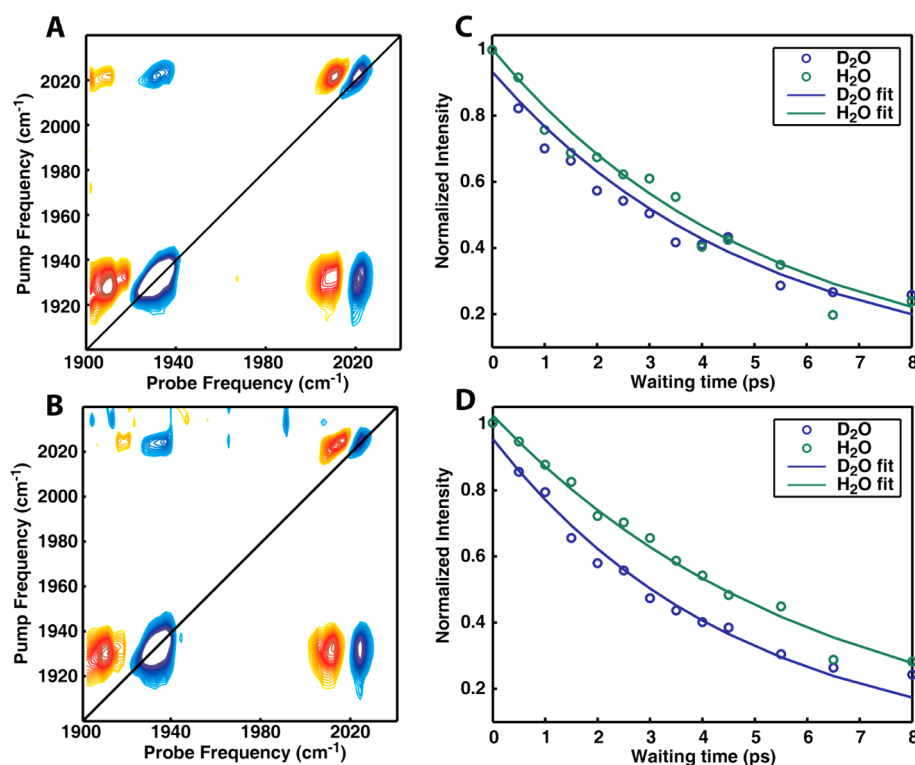 A
2020
2000
1980
1960
1940
1920
1900
1940
1980
2020
Pump Frequency (cm-1)
Probe Frequency (cm-1)
C
1
0.8
0.6
0.4
0.2
0 1 2 3 4 5 6 7 8
Normalized Intensity
Waiting time (ps)
D2O
H2O
D2O fit
H2O fit
B
2020
2000
1980
1960
1940
1920
1900
1940
1980
2020
Pump Frequency (cm-1)
Probe Frequency (cm-1)
D
1
0.8
0.6
0.4
0.2
0 1 2 3 4 5 6 7 8
Normalized Intensity
Waiting time (ps)
D2O
H2O
D2O fit
H2O fit